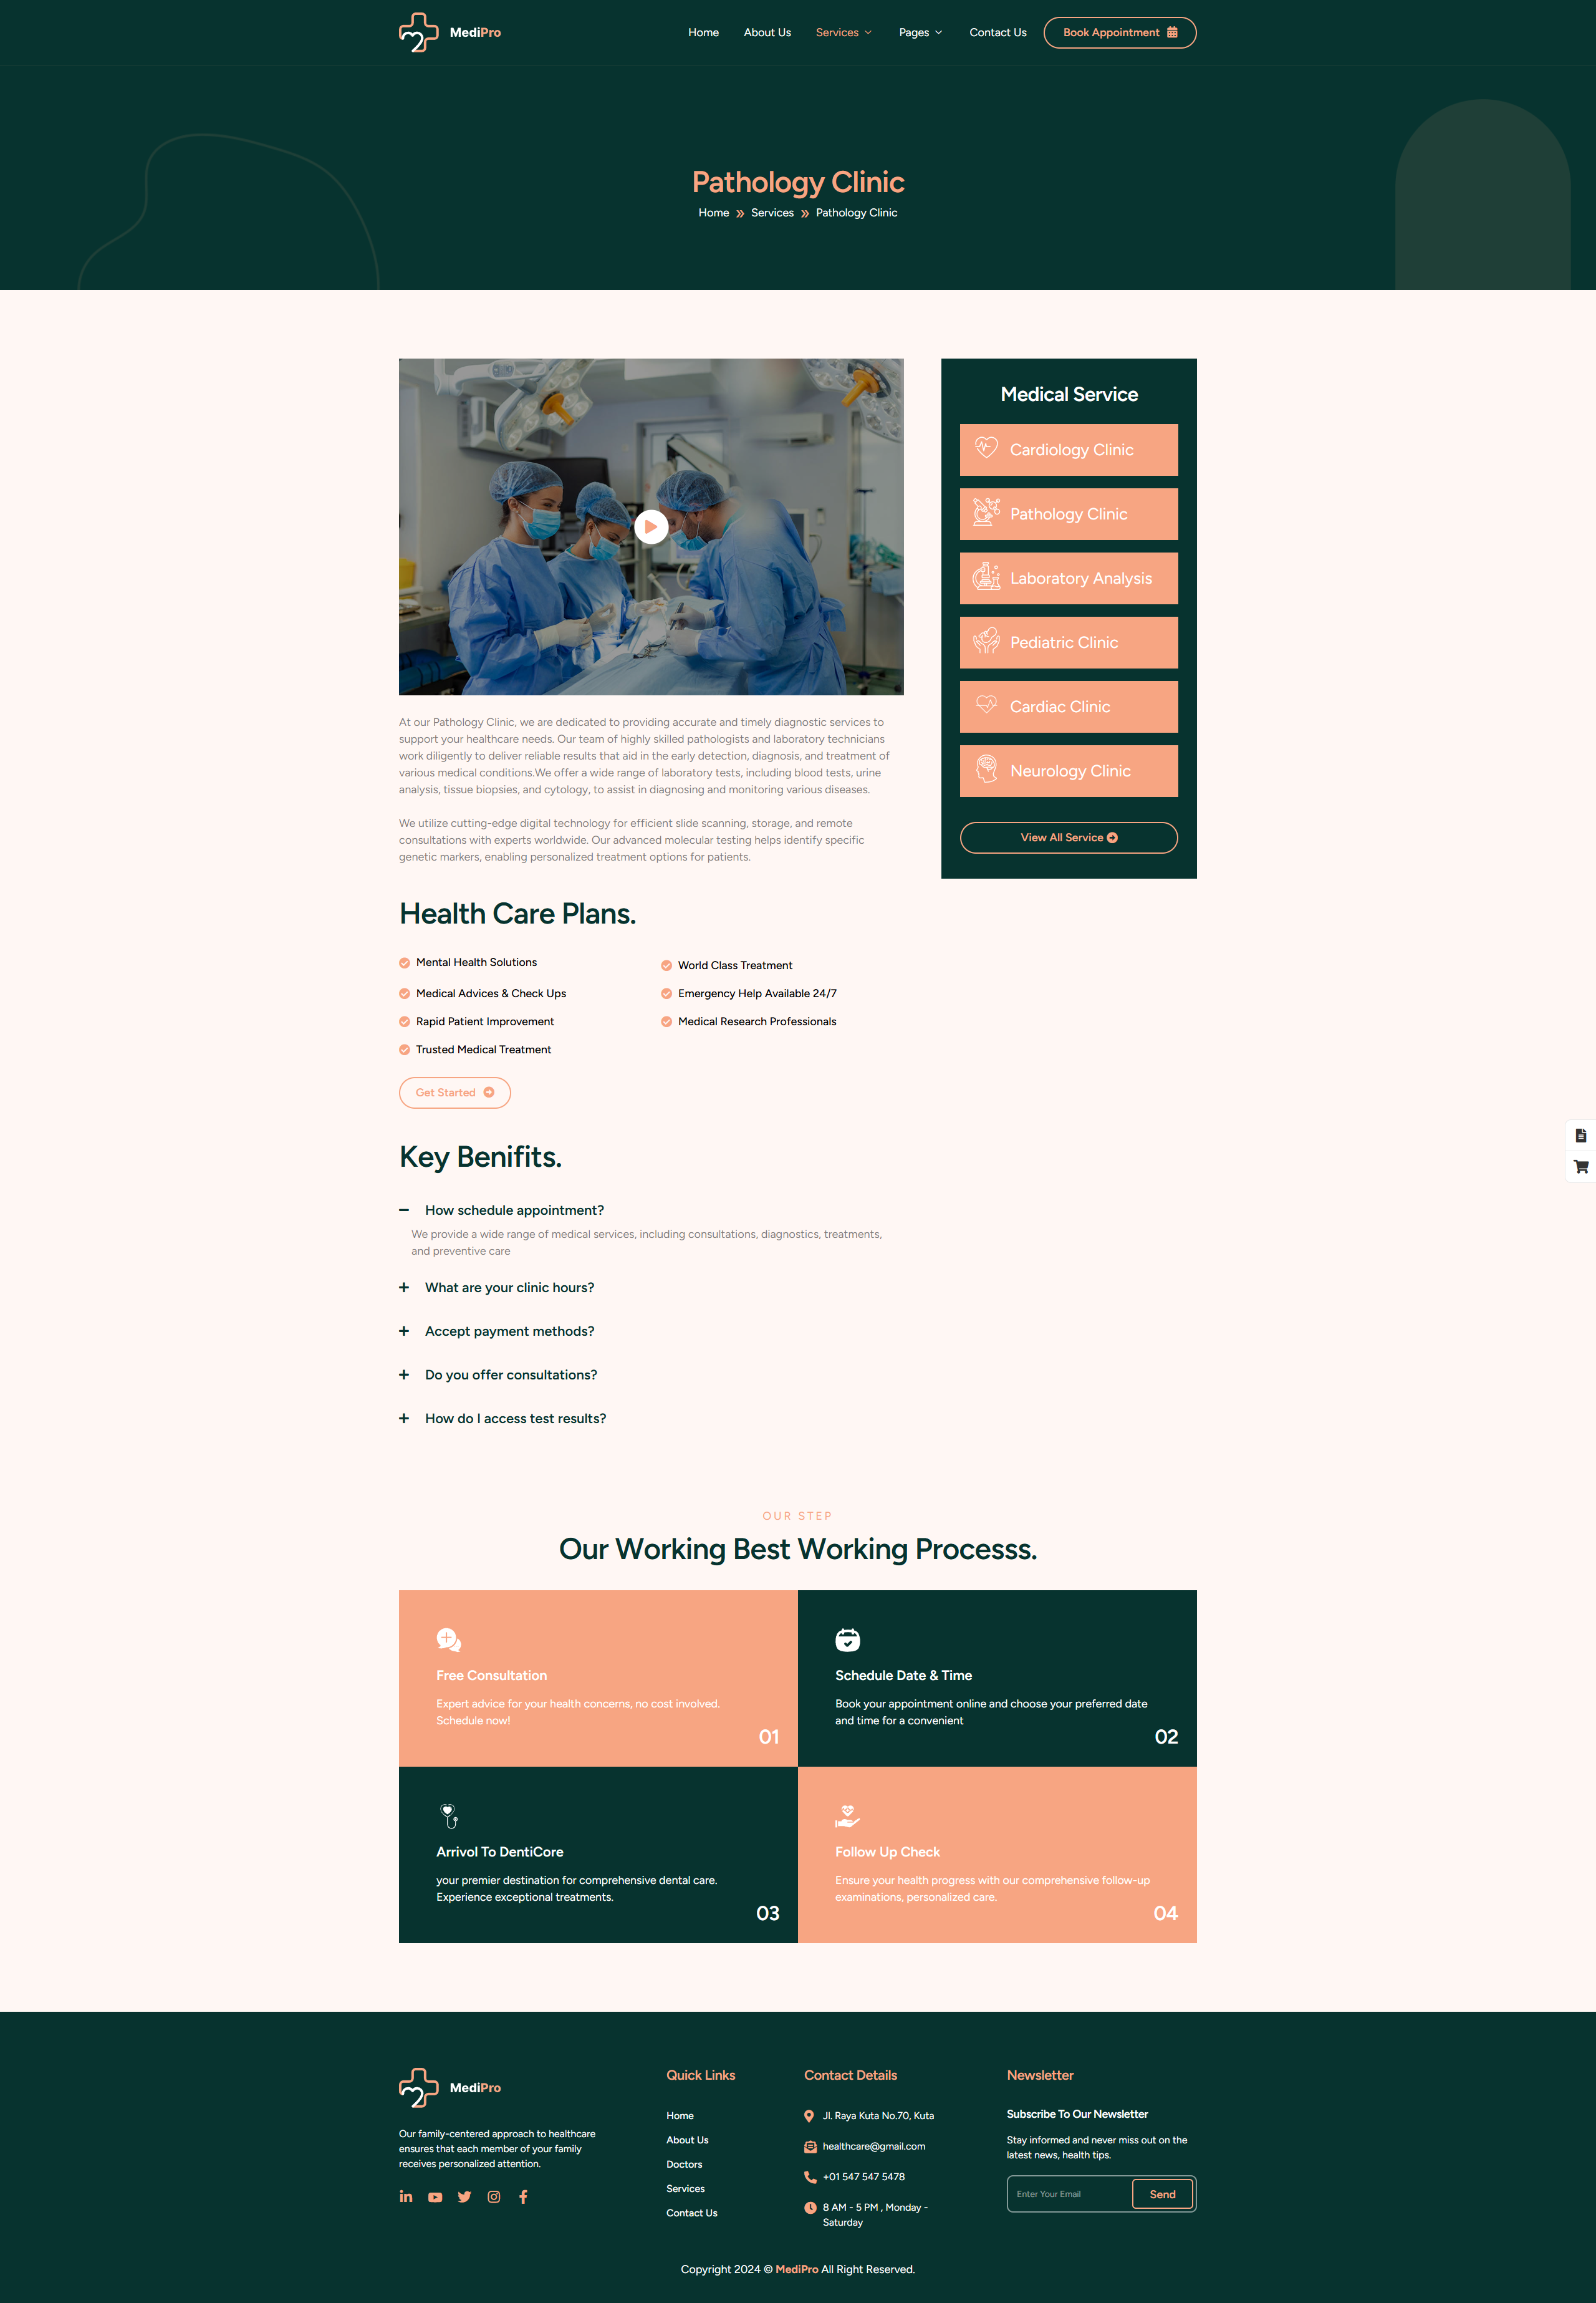 MediPro
Home
About Us
Services
Pages
Contact Us
Book Appointment
Pathology Clinic
Home » Services » Pathology Clinic
At our Pathology Clinic, we are dedicated to providing accurate and timely diagnostic services to
support your healthcare needs. Our team of highly skilled pathologists and laboratory technicians
work diligently to deliver reliable results that aid in the early detection, diagnosis, and treatment of
various medical conditions.We offer a wide range of laboratory tests, including blood tests, urine
analysis, tissue biopsies, and cytology, to assist in diagnosing and monitoring various diseases.
We utilize cutting-edge digital technology for efficient slide scanning, storage, and remote
consultations with experts worldwide. Our advanced molecular testing helps identify specific
genetic markers, enabling personalized treatment options for patients.
Medical Service
Cardiology Clinic
Pathology Clinic
Laboratory Analysis
Pediatric Clinic
Cardiac Clinic
Neurology Clinic
View All Service
Health Care Plans.
Mental Health Solutions
Medical Advices & Check Ups
Rapid Patient Improvement
Trusted Medical Treatment
World Class Treatment
Emergency Help Available 24/7
Medical Research Professionals
Get Started
Key Benifits.
How schedule appointment?
We provide a wide range of medical services, including consultations, diagnostics, treatments,
and preventive care
What are your clinic hours?
Accept payment methods?
Do you offer consultations?
How do I access test results?
OUR STEP
Our Working Best Working Processs.
Free Consultation
Expert advice for your health concerns, no cost involved.
Schedule now!
01
Schedule Date & Time
Book your appointment online and choose your preferred date
and time for a convenient
02
Arrivol To DentiCore
your premier destination for comprehensive dental care.
Experience exceptional treatments.
03
Follow Up Check
Ensure your health progress with our comprehensive follow-up
examinations, personalized care.
04
MediPro
Our family-centered approach to healthcare
ensures that each member of your family
receives personalized attention.
Quick Links
Home
About Us
Doctors
Services
Contact Us
Contact Details
Jl. Raya Kuta No.70, Kuta
healthcare@gmail.com
+01 547 547 5478
8 AM - 5 PM , Monday -
Saturday
Newsletter
Subscribe To Our Newsletter
Stay informed and never miss out on the
latest news, health tips.
Enter Your Email
Send
Copyright 2024 © MediPro All Right Reserved.